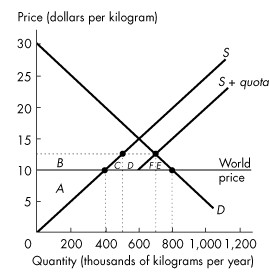 Price (dollars per kilogram)
30
25
20
15
10
5
0
S
S + quota
B
C D F E
World
price
A
D
200 400 600 800 1,000 1,200
Quantity (thousands of kilograms per year)